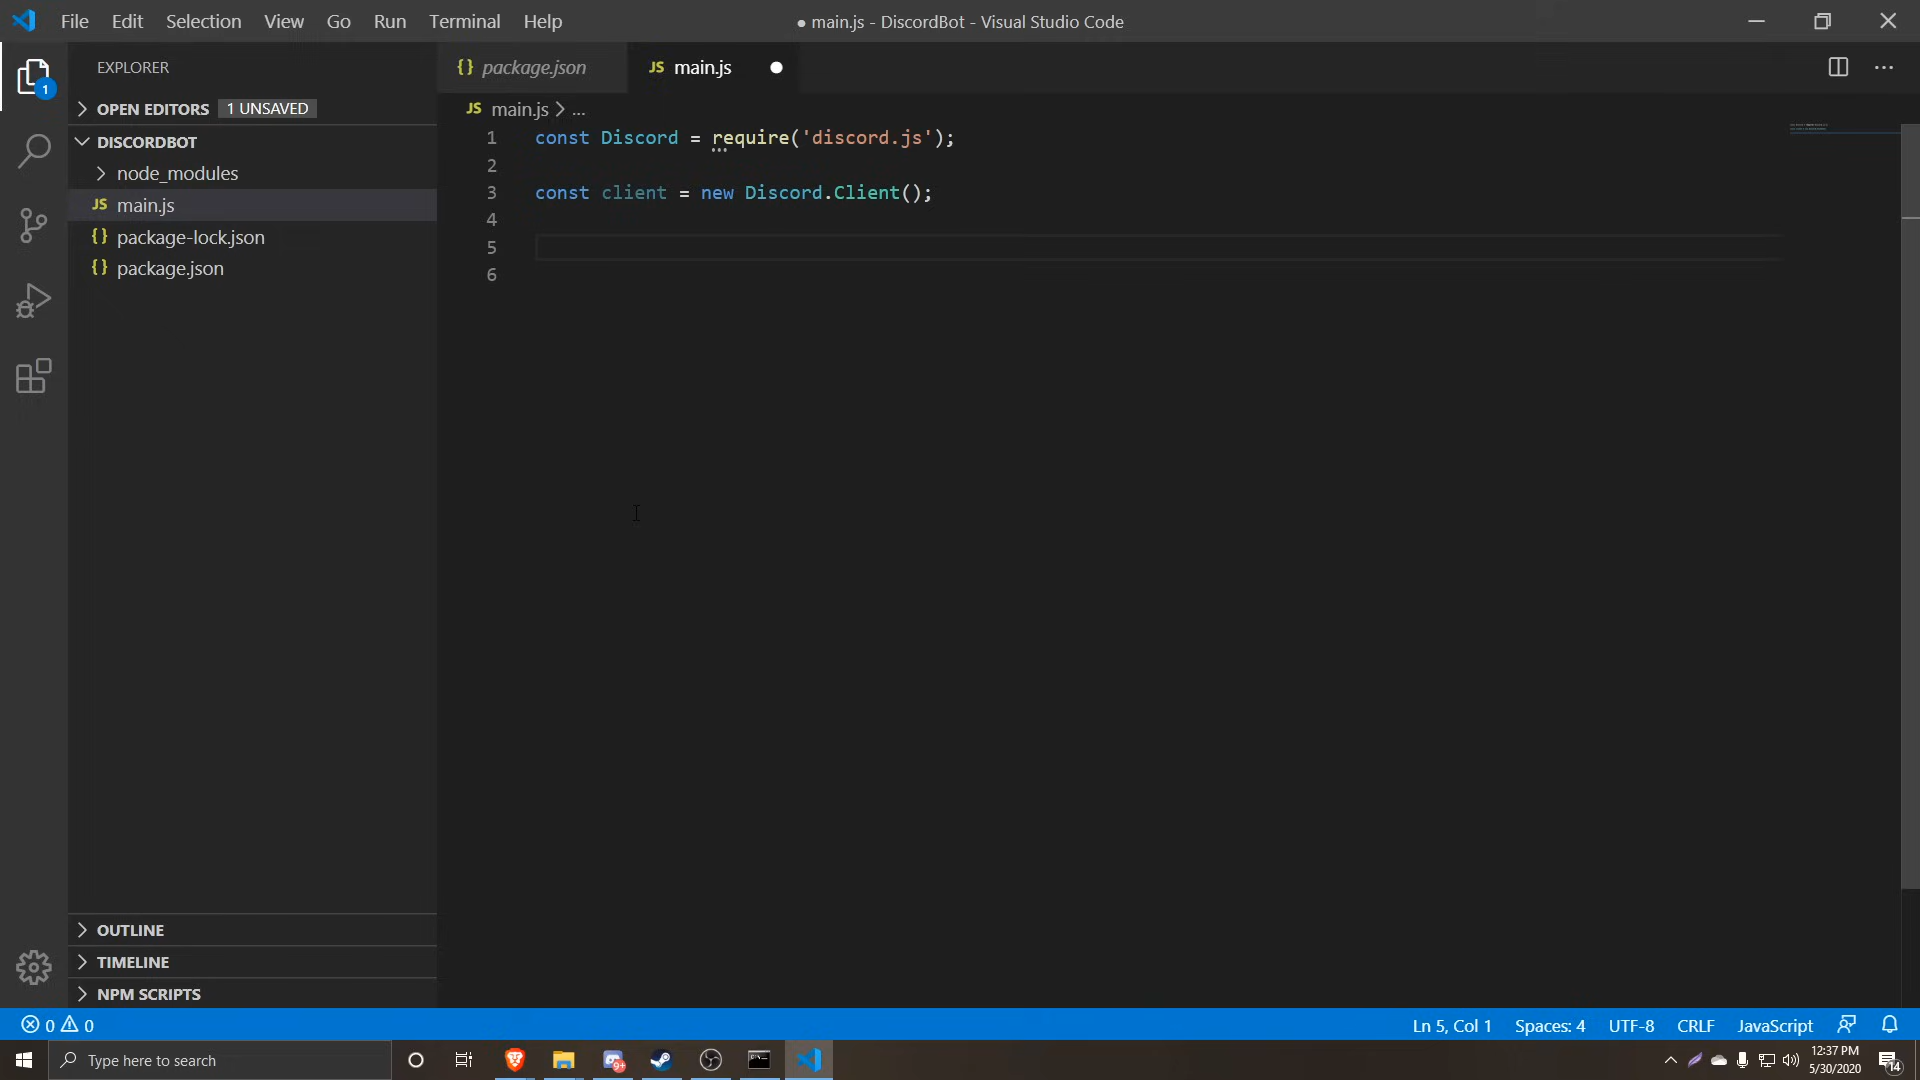 File Edit Selection View Go Run Terminal Help
● main.js - DiscordBot - Visual Studio Code
EXPLORER
OPEN EDITORS 1 UNSAVED
DISCORDBOT
node_modules
JS main.js
{} package-lock.json
{} package.json
OUTLINE
TIMELINE
NPM SCRIPTS
1
{} package.json
JS main.js
JS main.js > ...
1 const Discord = require('discord.js');
2
3 const client = new Discord.Client();
4
5
6
0 0
Ln 5, Col 1 Spaces: 4 UTF-8 CRLF JavaScript
Type here to search
9+
12:37 PM
5/30/2020
14